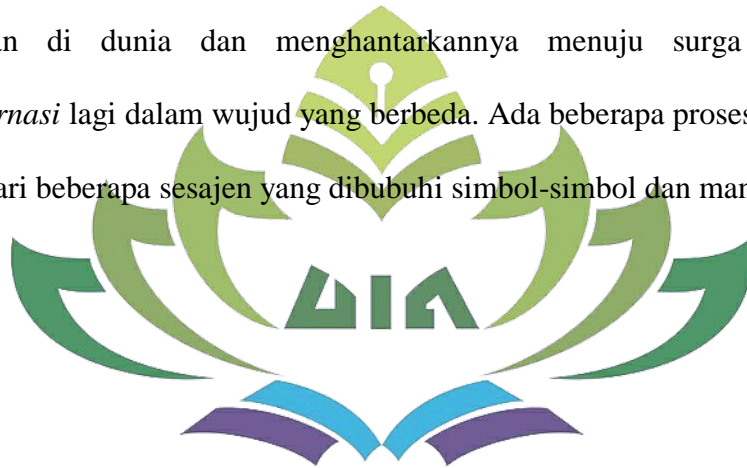 an di dunia dan menghantarkannya menuju surga
rnasi lagi dalam wujud yang berbeda. Ada beberapa proses
ari beberapa sesajen yang dibubuhi simbol-simbol dan man
UIN